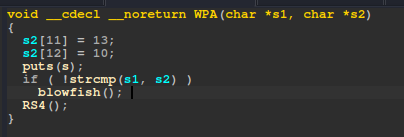 void __cdecl __noreturn WPA(char *s1, char *s2)
{
s2[11] = 13;
s2[12] = 10;
puts(s);
if ( !strcmp(s1, s2) )
blowfish();
RS4();
}